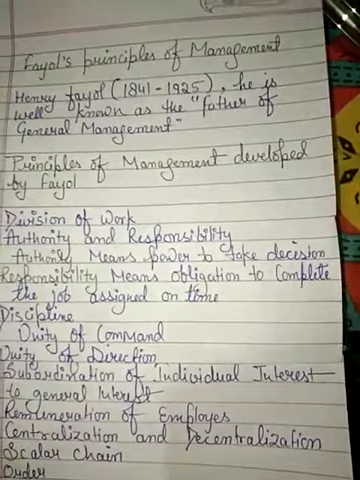 Fayol's principles of Management
Henry fayol (1841-1925), he is
well known as the "father of
General Management"
Principles of Management developed
by Fayol
Division of Work
Authority and Responsibility
Authority Means power to take decision
Responsibility Means obligation to Complete
the job assigned on time
Discipline
Unity of Command
Unity of Direction
Subordination of Individual Interest
to general Interest
Remuneration of Employes
Centralization and Decentralization
Scalar Chain
Order